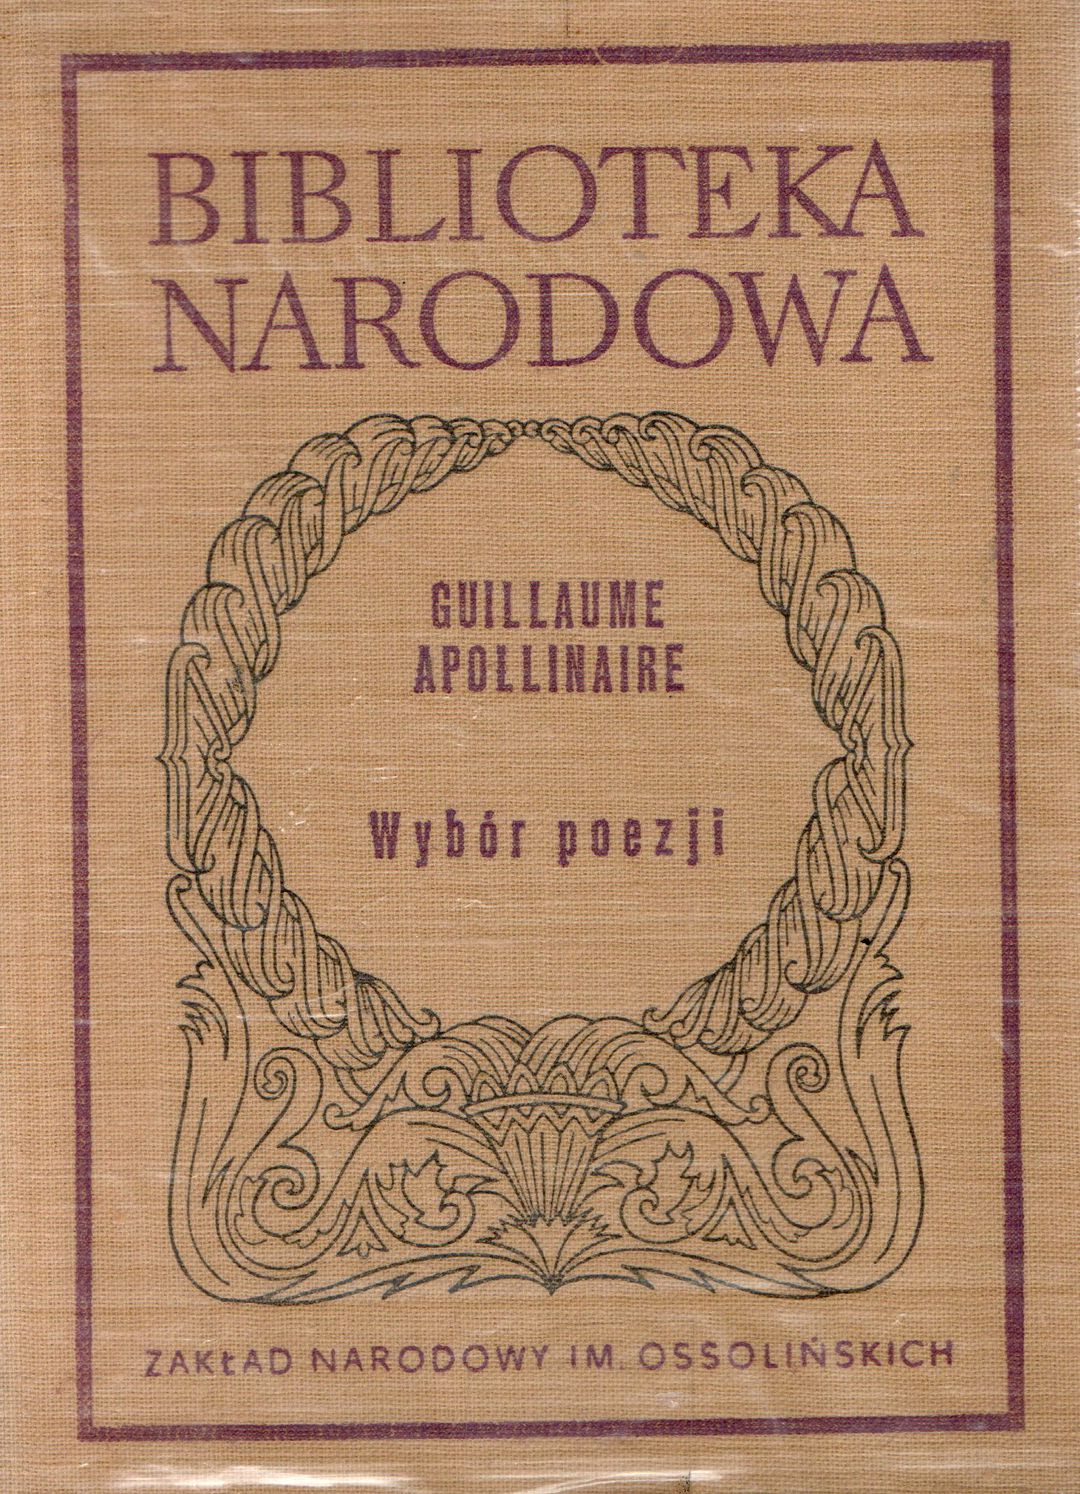 BIBLIOTEKA
NARODOWA
GUILLAUME
APOLLINAIRE
Wybór poezji
ZAKŁAD NARODOWY IM. OSSOLIŃSKICH